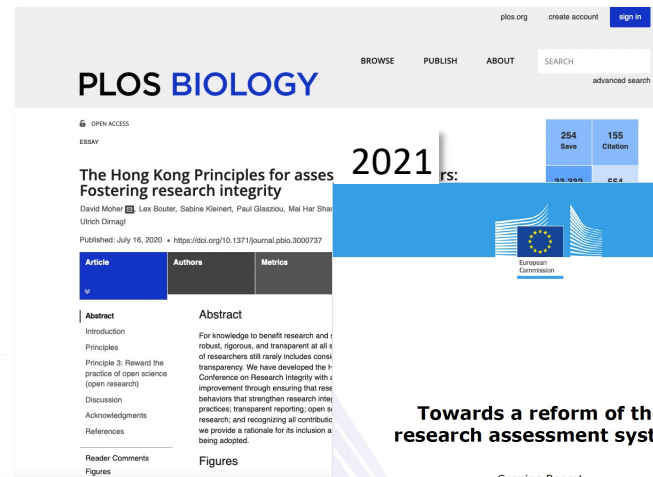 plos.org create account sign in
BROWSE PUBLISH ABOUT SEARCH
advanced search
PLOS BIOLOGY
OPEN ACCESS
ESSAY
254 Save
155 Citation
2021
The Hong Kong Principles for asses rs:
Fostering research integrity
David Moher, Lex Bouter, Sabine Kleinert, Paul Glasziou, Mai Har Sha
Ulrich Dirnagl
Published: July 16, 2020 • https://doi.org/10.1371/journal.pbio.3000737
Article Authors Metrics
Abstract
Introduction
Principles
Principle 3: Reward the
practice of open science
(open research)
Discussion
Acknowledgments
References
Reader Comments
Figures
Abstract
For knowledge to benefit research and
robust, rigorous, and transparent at all s
of researchers still rarely includes consi
transparency. We have developed the H
Conference on Research Integrity with a
improvement through ensuring that rese
behaviors that strengthen research integ
practices; transparent reporting; open s
research; and recognizing all contributio
we provide a rationale for its inclusion a
being adopted.
Figures
European
Commission
Towards a reform of th
research assessment syst